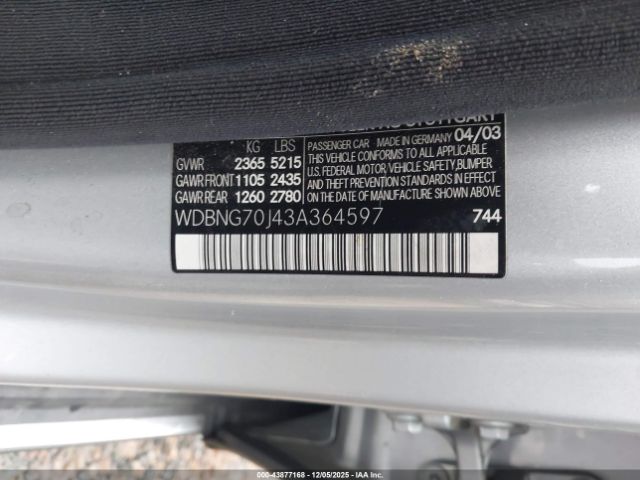 KG LBS
GVWR 2365 5215
GAWR FRONT 1105 2435
GAWR REAR 1260 2780
PASSENGER CAR MADE IN GERMANY 04/03
THIS VEHICLE CONFORMS TO ALL APPLICABLE
U.S. FEDERAL MOTOR VEHICLE SAFETY, BUMPER
AND THEFT PREVENTION STANDARDS IN EFFECT
ON THE DATE OF MANUFACTURE SHOWN ABOVE.
WDBNG70J43A364597 744
000-43877168 12/05/2025 IAAI.COM